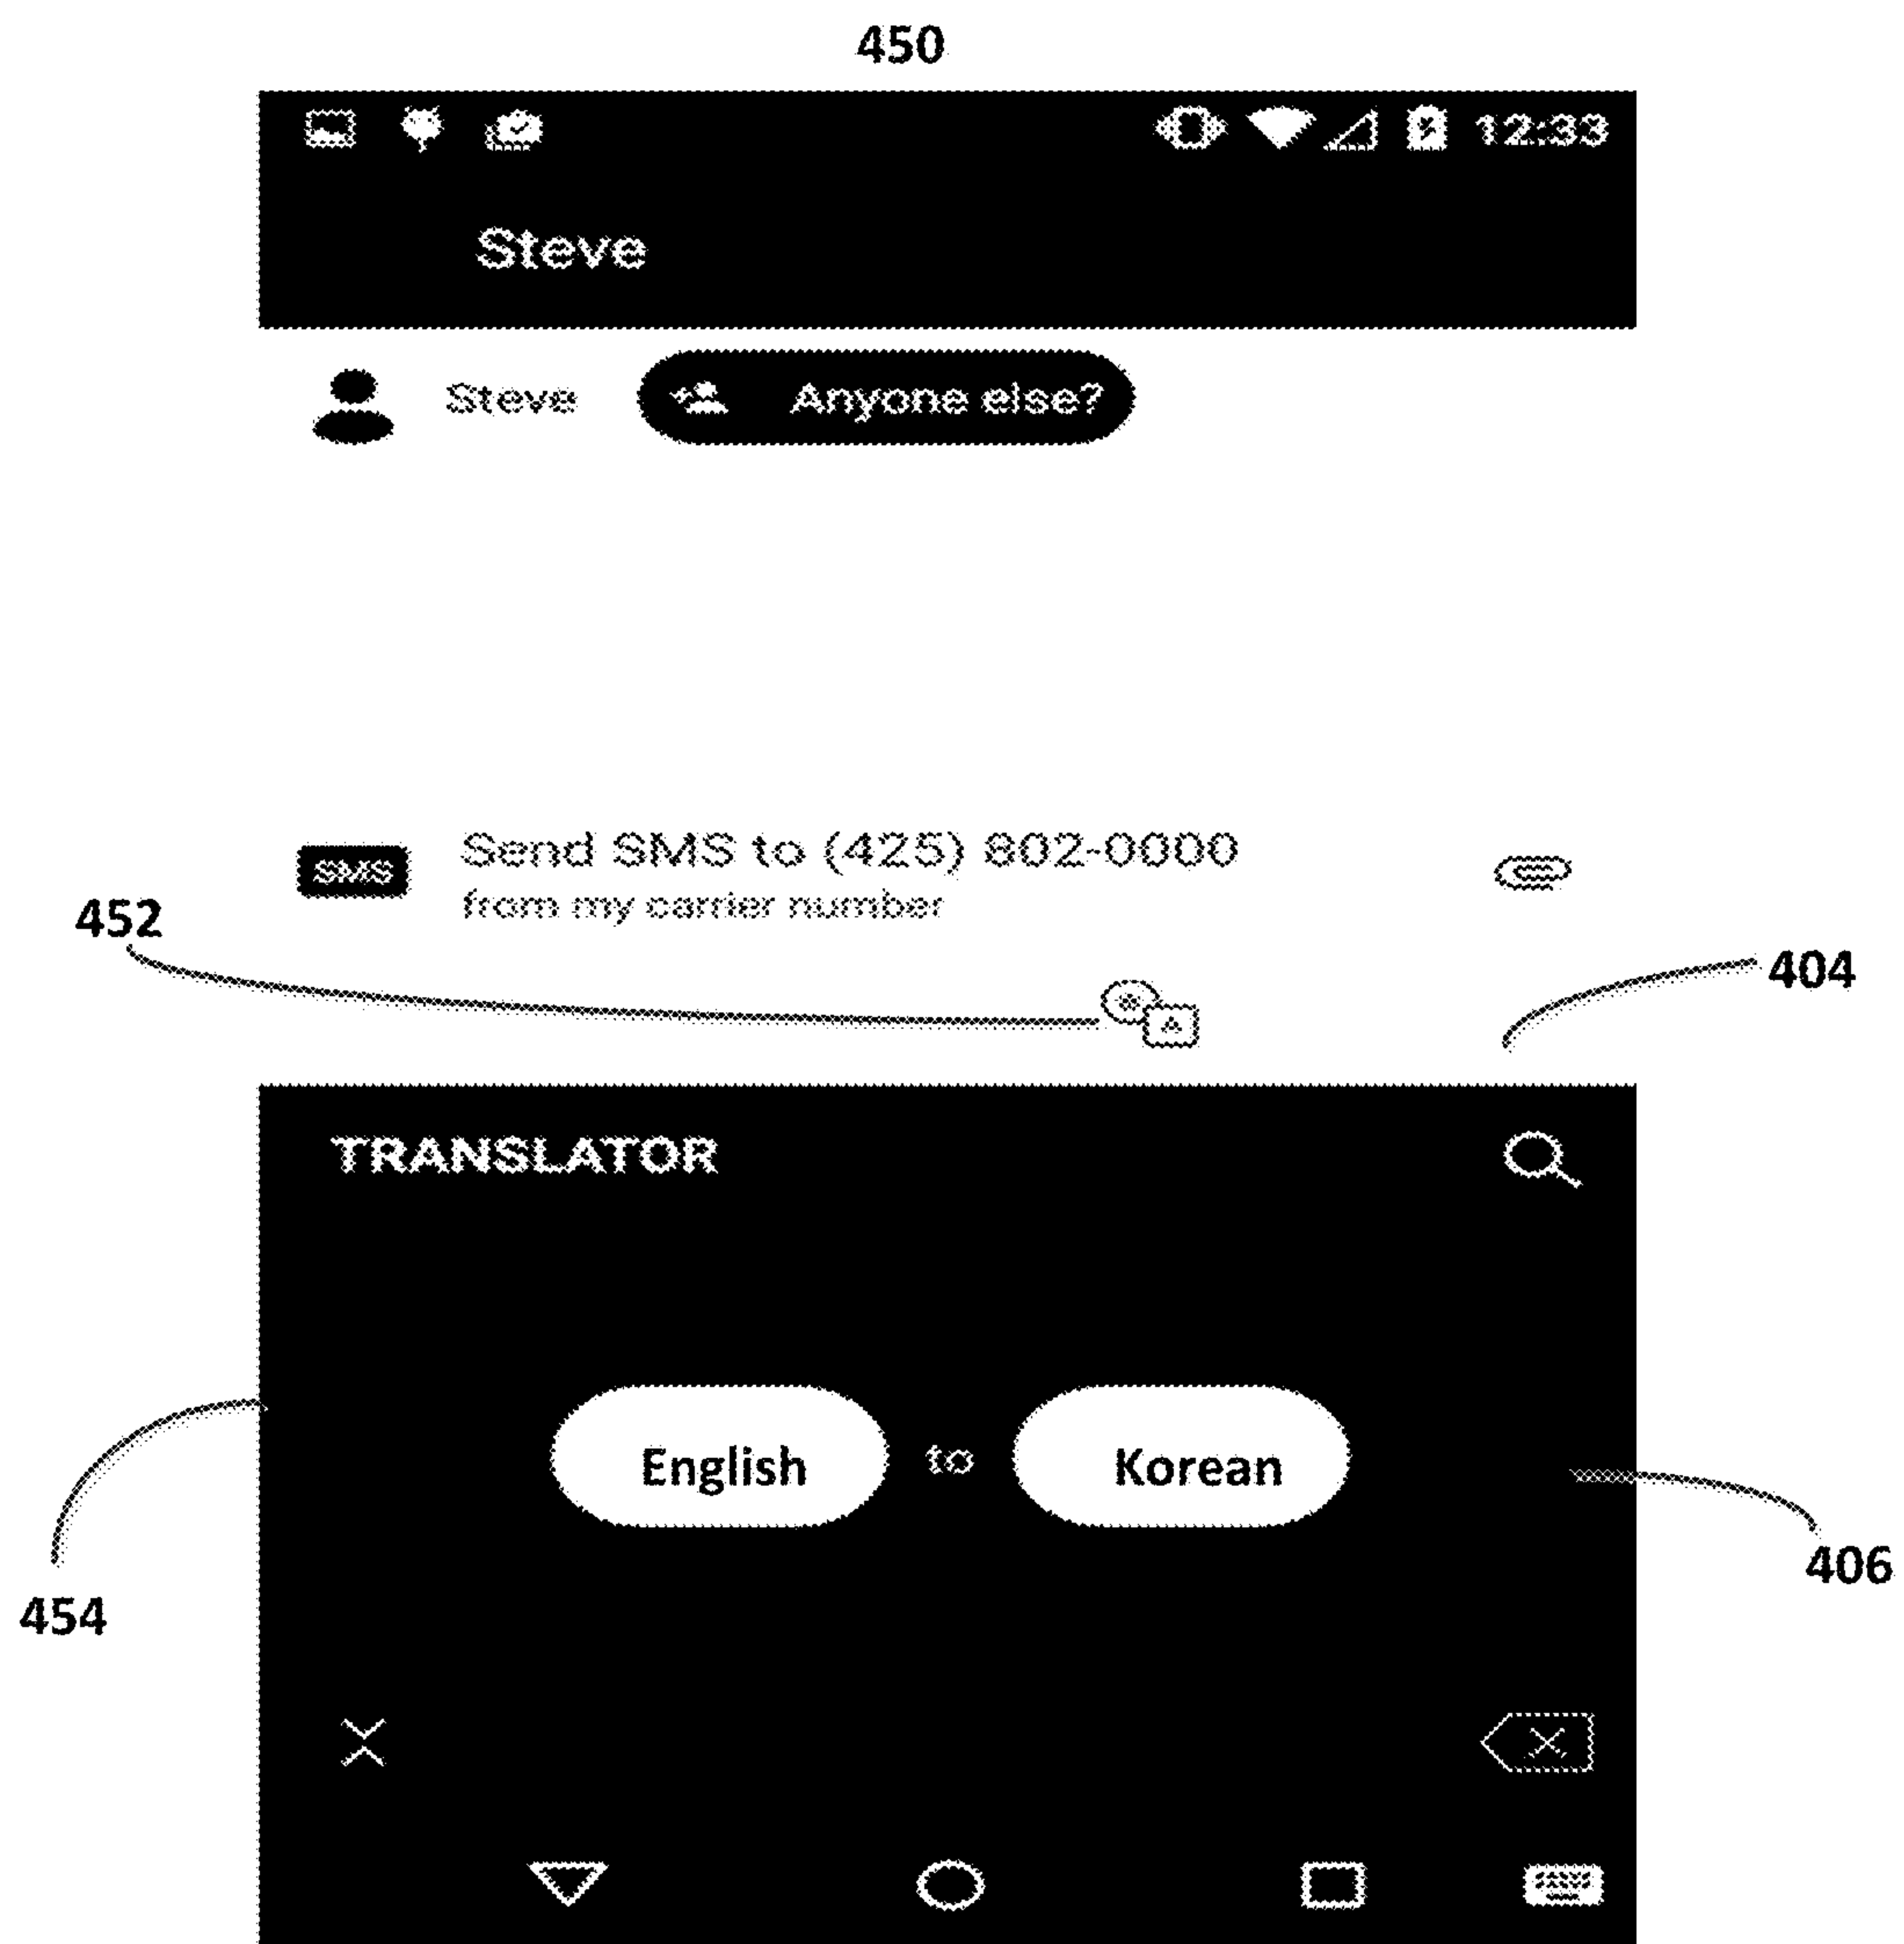 450
12:33
Steve
Steve Anyone else?
SMS Send SMS to (425) 802-0000
from my carrier number
452
404
A
TRANSLATOR
English to Korean
406
454